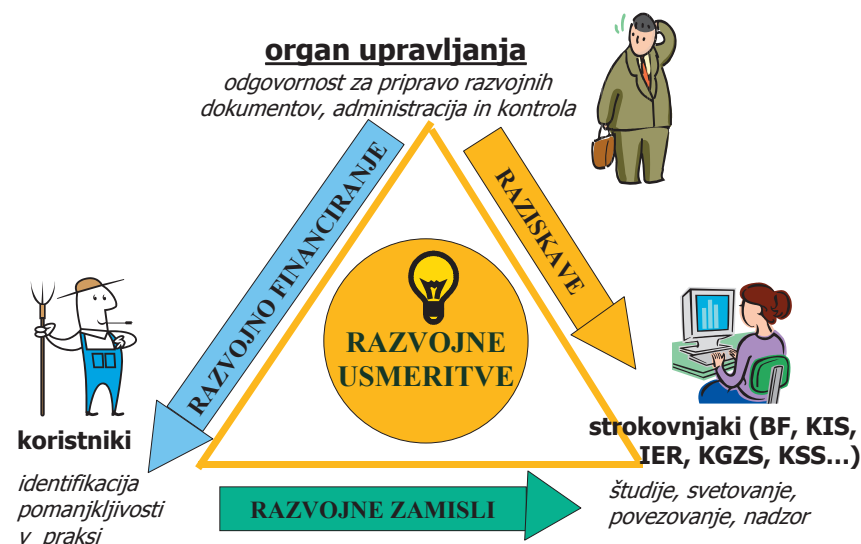 organ upravljanja
odgovornost za pripravo razvojnih
dokumentov, administracija in kontrola
RAZVOJNO FINANCIRANJE
RAZISKAVE
RAZVOJNE
USMERITVE
koristniki
identifikacija
pomanjkljivosti
v praksi
strokovnjaki (BF, KIS,
IER, KGZS, KSS...)
študije, svetovanje,
povezovanje, nadzor
RAZVOJNE ZAMISLI